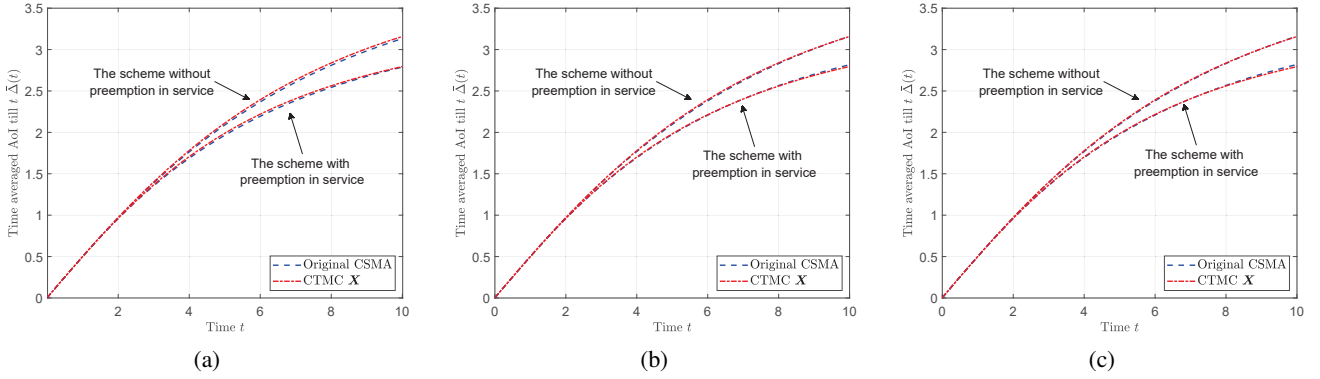 Time averaged AoI till t Δ̄(t)
3.5
3
2.5
2
1.5
1
0.5
0
The scheme without
preemption in service
The scheme with
preemption in service
Original CSMA
CTMC X
2
4
6
8
10
Time t
(a)
Time averaged AoI till t Δ̄(t)
3.5
3
2.5
2
1.5
1
0.5
0
The scheme without
preemption in service
The scheme with
preemption in service
Original CSMA
CTMC X
0
2
4
6
8
10
Time t
(b)
Time averaged AoI till t Δ̄(t)
3.5
3
2.5
2
1.5
1
0.5
0
The scheme without
preemption in service
The scheme with
preemption in service
Original CSMA
CTMC X
0
2
4
6
8
10
Time t
(c)